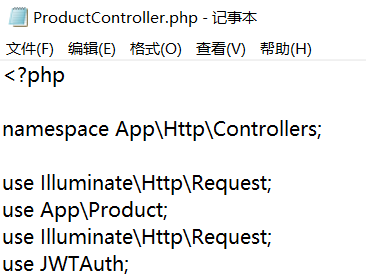 ProductController.php - 记事本
文件(F) 编辑(E) 格式(O) 查看(V) 帮助(H)
<?php
namespace App\Http\Controllers;
use Illuminate\Http\Request;
use App\Product;
use Illuminate\Http\Request;
use JWTAuth;